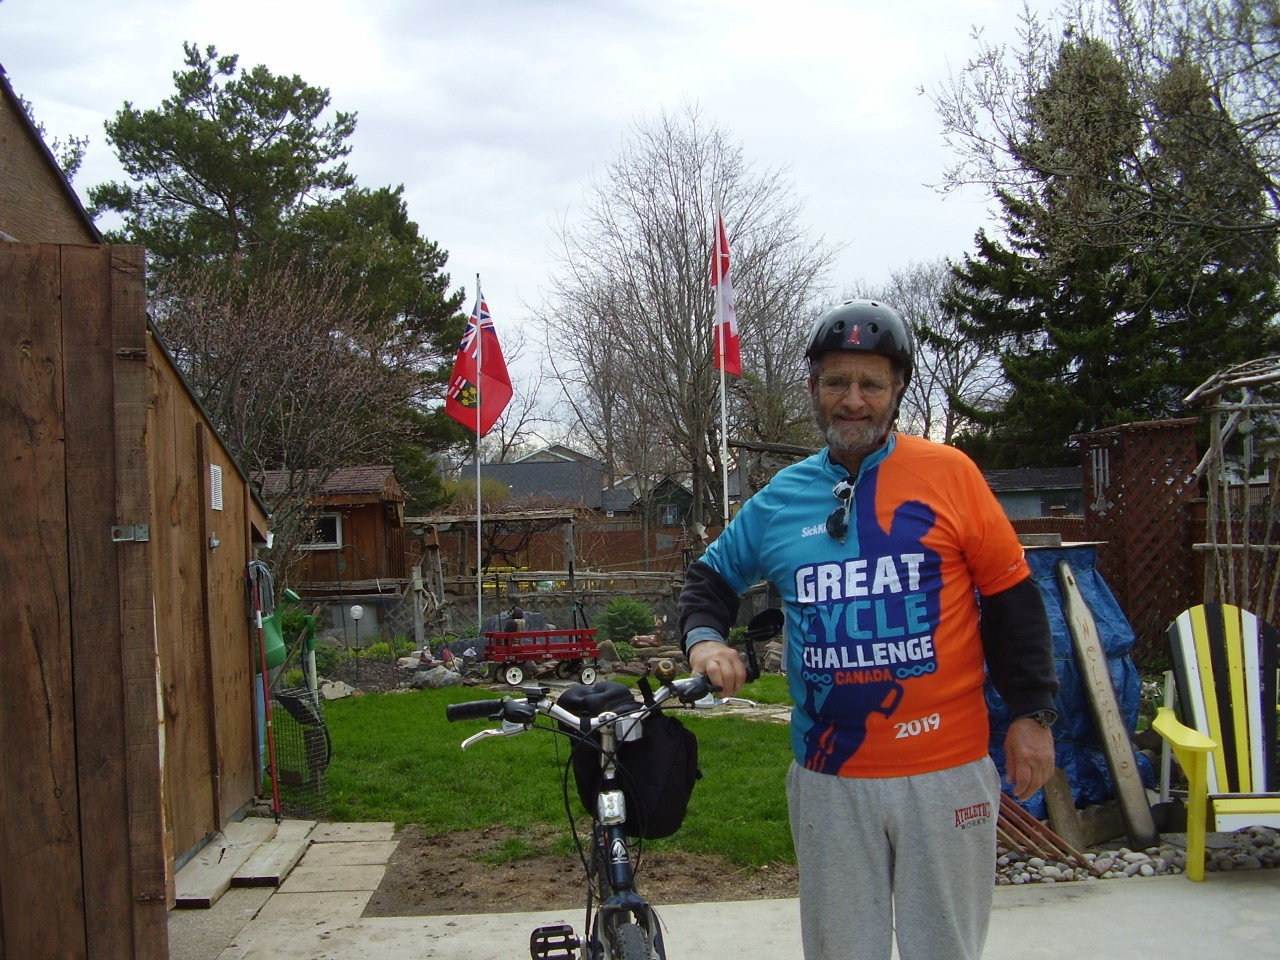 SickKi
GREAT
CYCLE
CHALLENGE
CANADA
2019
ATHLETIC
WORKS